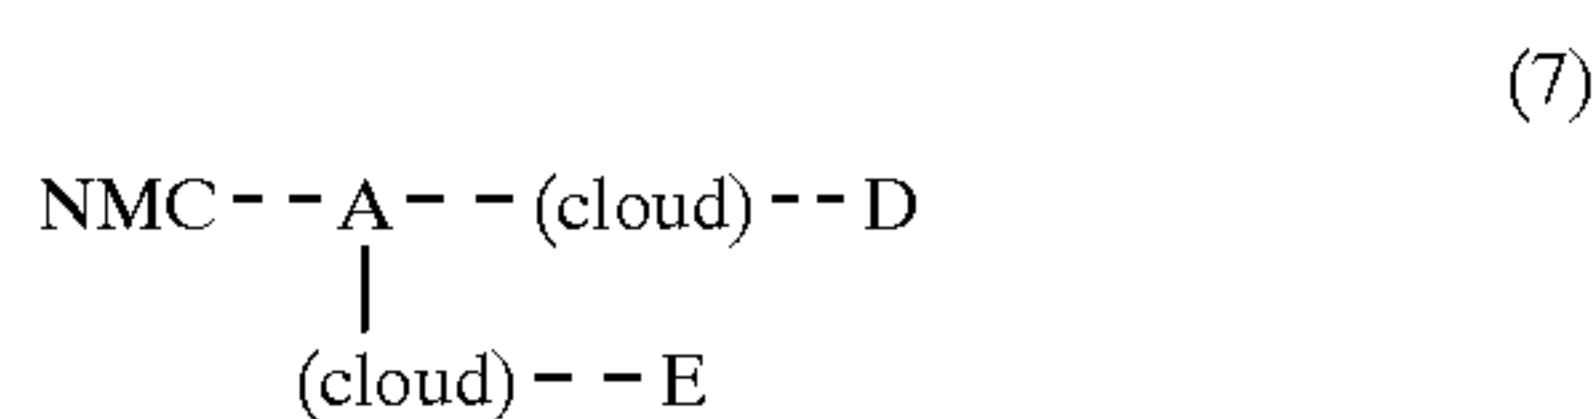 (7)
NMC - - A - - (cloud) - - D
|
(cloud) - - E